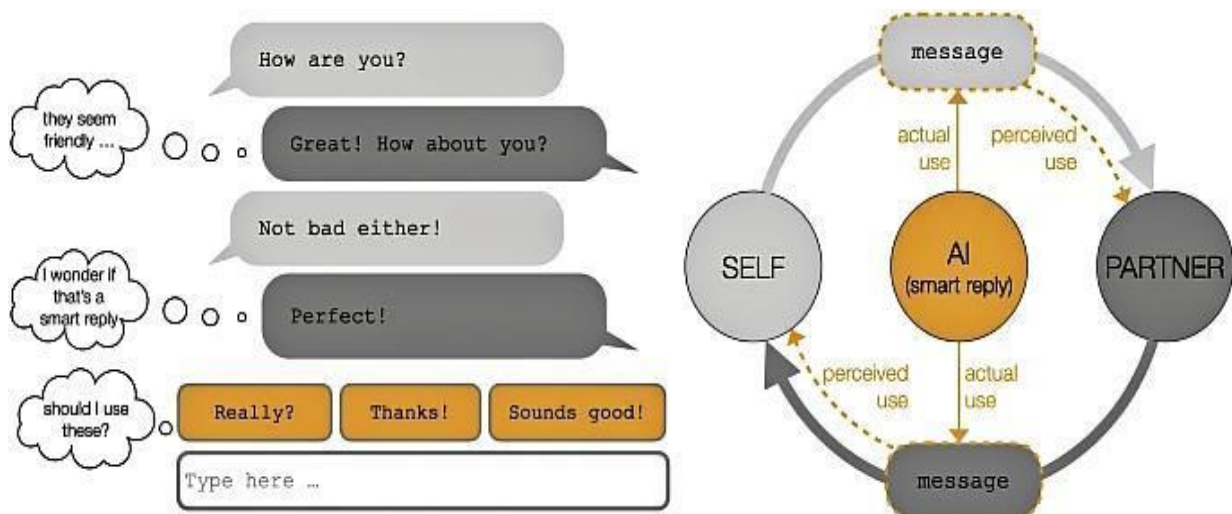 How are you?
they seem
friendly ...
Great! How about you?
Not bad either!
I wonder if
that's a
smart reply
Perfect!
should I use
these?
Really?
Thanks!
Sounds good!
Type here …
message
actual
use
perceived
use
SELF
AI
(smart reply)
PARTNER
perceived
use
actual
use
message